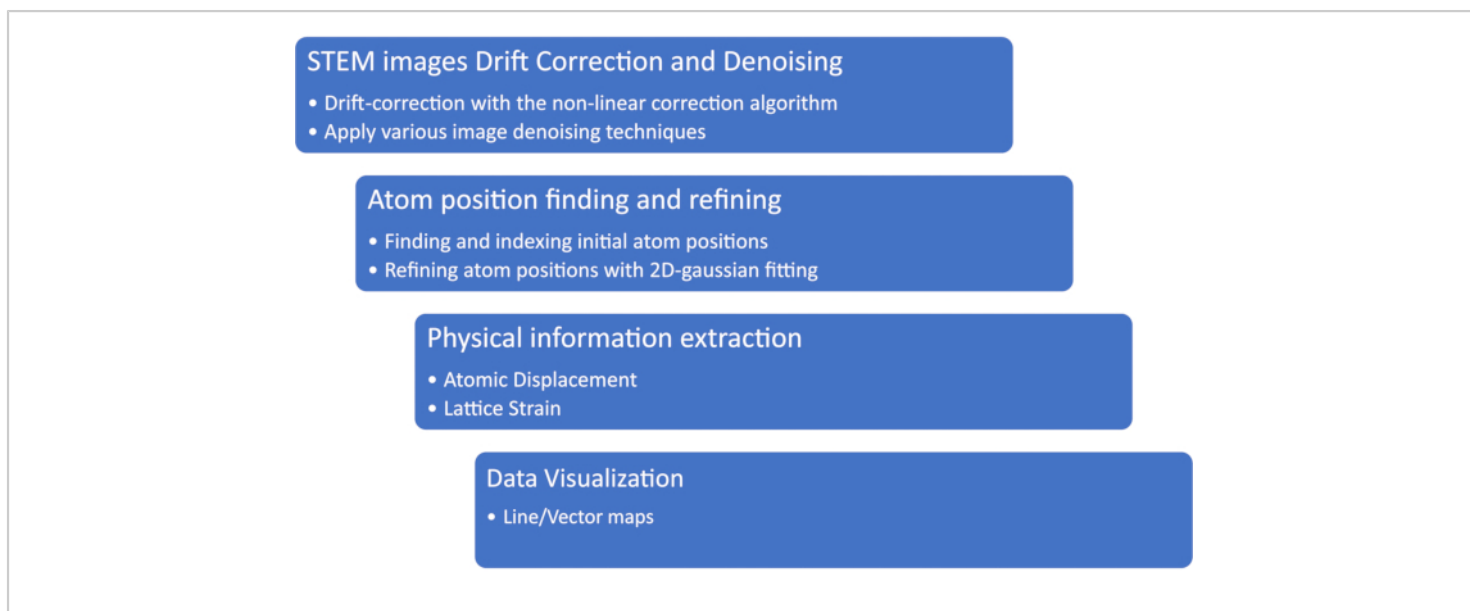 STEM images Drift Correction and Denoising
• Drift-correction with the non-linear correction algorithm
• Apply various image denoising techniques
Atom position finding and refining
• Finding and indexing initial atom positions
• Refining atom positions with 2D-gaussian fitting
Physical information extraction
• Atomic Displacement
• Lattice Strain
Data Visualization
• Line/Vector maps